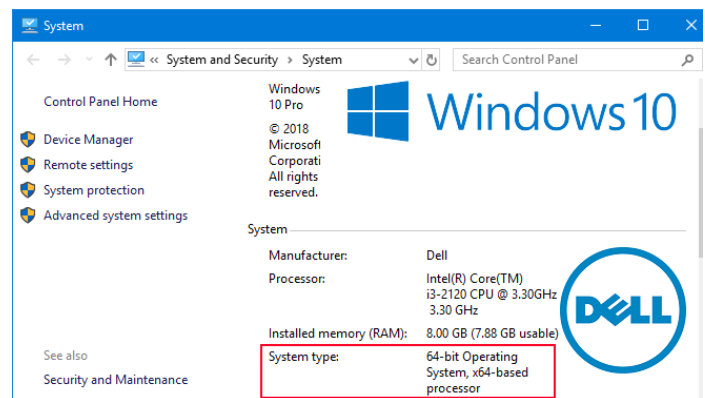 System
« System and Security › System
Search Control Panel
Control Panel Home
Device Manager
Remote settings
System protection
Advanced system settings
See also
Security and Maintenance
Windows
10 Pro
© 2018
Microsoft
Corporati
All rights
reserved.
Windows 10
System
Manufacturer: Dell
Processor: Intel(R) Core(TM)
i3-2120 CPU @ 3.30GHz
3.30 GHz
Installed memory (RAM): 8.00 GB (7.88 GB usable)
System type: 64-bit Operating
System, x64-based
processor
DELL